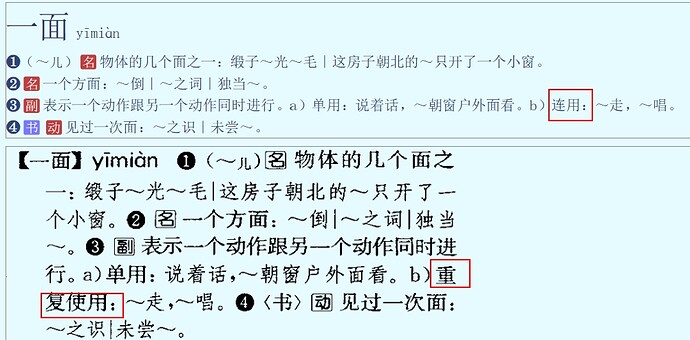 一面 yīmiàn
❶（～儿）名 物体的几个面之一：缎子～光～毛｜这房子朝北的～只开了一个小窗。
❷ 名 一个方面：～倒｜～之词｜独当～。
❸ 副 表示一个动作跟另一个动作同时进行。a）单用：说着话，～朝窗户外面看。b）连用：～走，～唱。
❹ 书 动 见过一次面：～之识｜未尝～。
【一面】yīmiàn ❶（～儿）名 物体的几个面之
一：缎子～光～毛｜这房子朝北的～只开了一
个小窗。❷ 名 一个方面：～倒｜～之词｜独当
～。❸ 副 表示一个动作跟另一个动作同时进
行。a）单用：说着话，～朝窗户外面看。b）重
复使用：～走，～唱。❹〈书〉动 见过一次面：
～之识｜未尝～。